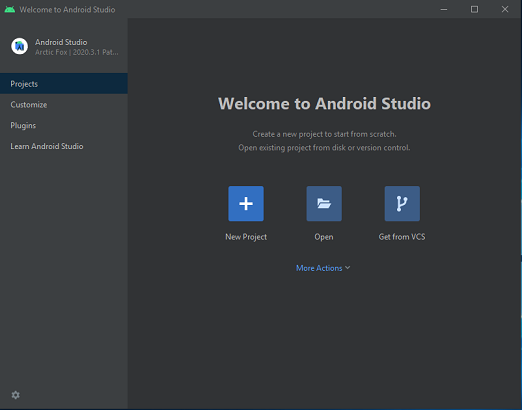 Welcome to Android Studio
Android Studio
Arctic Fox | 2020.3.1 Pat...
Projects
Customize
Plugins
Learn Android Studio
Welcome to Android Studio
Create a new project to start from scratch.
Open existing project from disk or version control.
New Project
Open
Get from VCS
More Actions